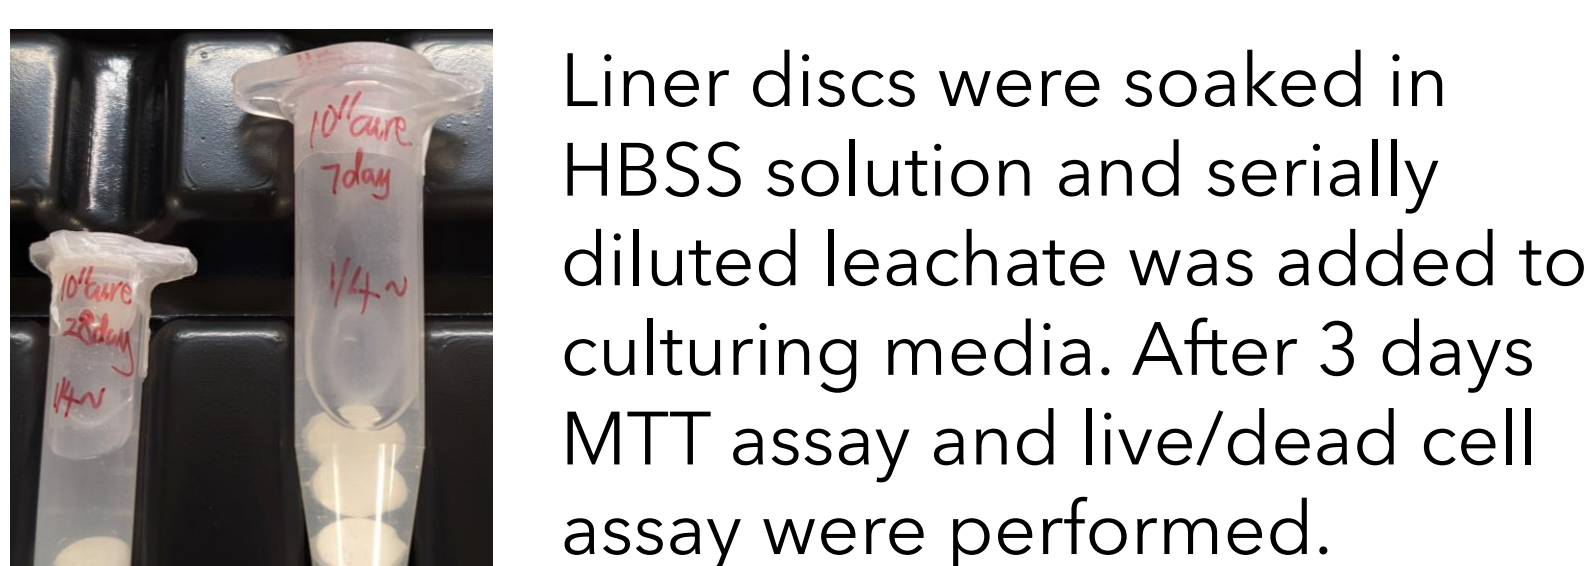 10" cure
7day
1/4~
10" cure
28day
1/4~
Liner discs were soaked in
HBSS solution and serially
diluted leachate was added to
culturing media. After 3 days
MTT assay and live/dead cell
assay were performed.